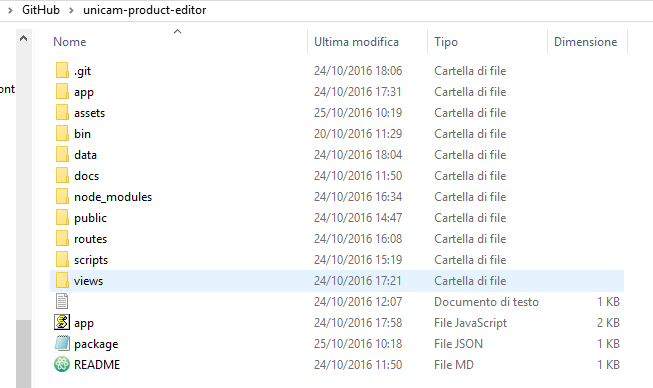 GitHub > unicam-product-editor
Nome Ultima modifica Tipo Dimensione
.git 24/10/2016 18:06 Cartella di file
ont app 24/10/2016 17:31 Cartella di file
assets 25/10/2016 10:19 Cartella di file
bin 20/10/2016 11:29 Cartella di file
data 24/10/2016 18:04 Cartella di file
docs 24/10/2016 11:50 Cartella di file
node_modules 24/10/2016 16:34 Cartella di file
public 24/10/2016 14:47 Cartella di file
routes 24/10/2016 16:08 Cartella di file
scripts 24/10/2016 15:19 Cartella di file
views 24/10/2016 17:21 Cartella di file
24/10/2016 12:07 Documento di testo 1 KB
app 24/10/2016 17:58 File JavaScript 2 KB
package 25/10/2016 10:18 File JSON 1 KB
README 24/10/2016 11:50 File MD 1 KB